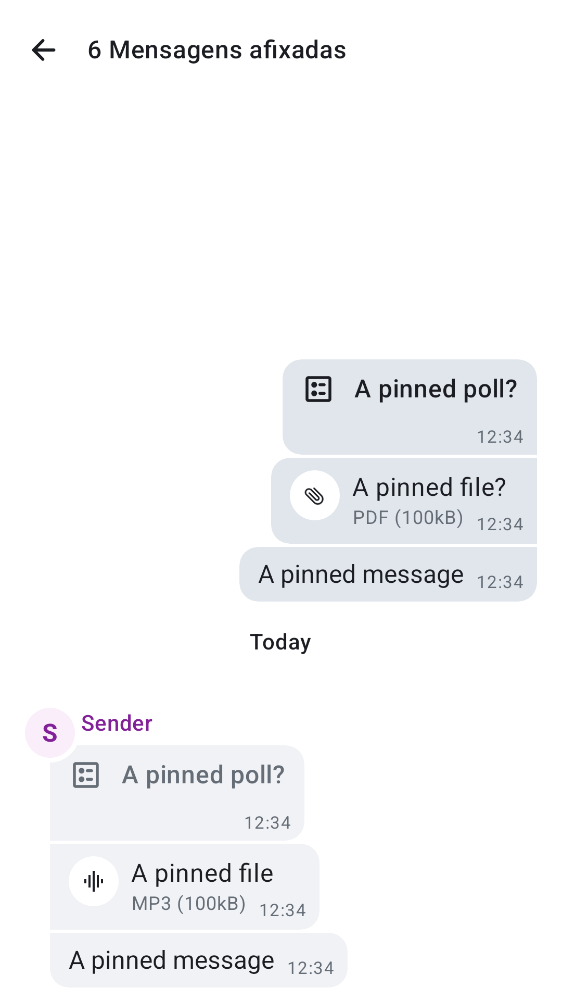 6 Mensagens afixadas
A pinned poll?
12:34
A pinned file?
PDF (100kB) 12:34
A pinned message 12:34
Today
S Sender
A pinned poll?
12:34
A pinned file
MP3 (100kB) 12:34
A pinned message 12:34